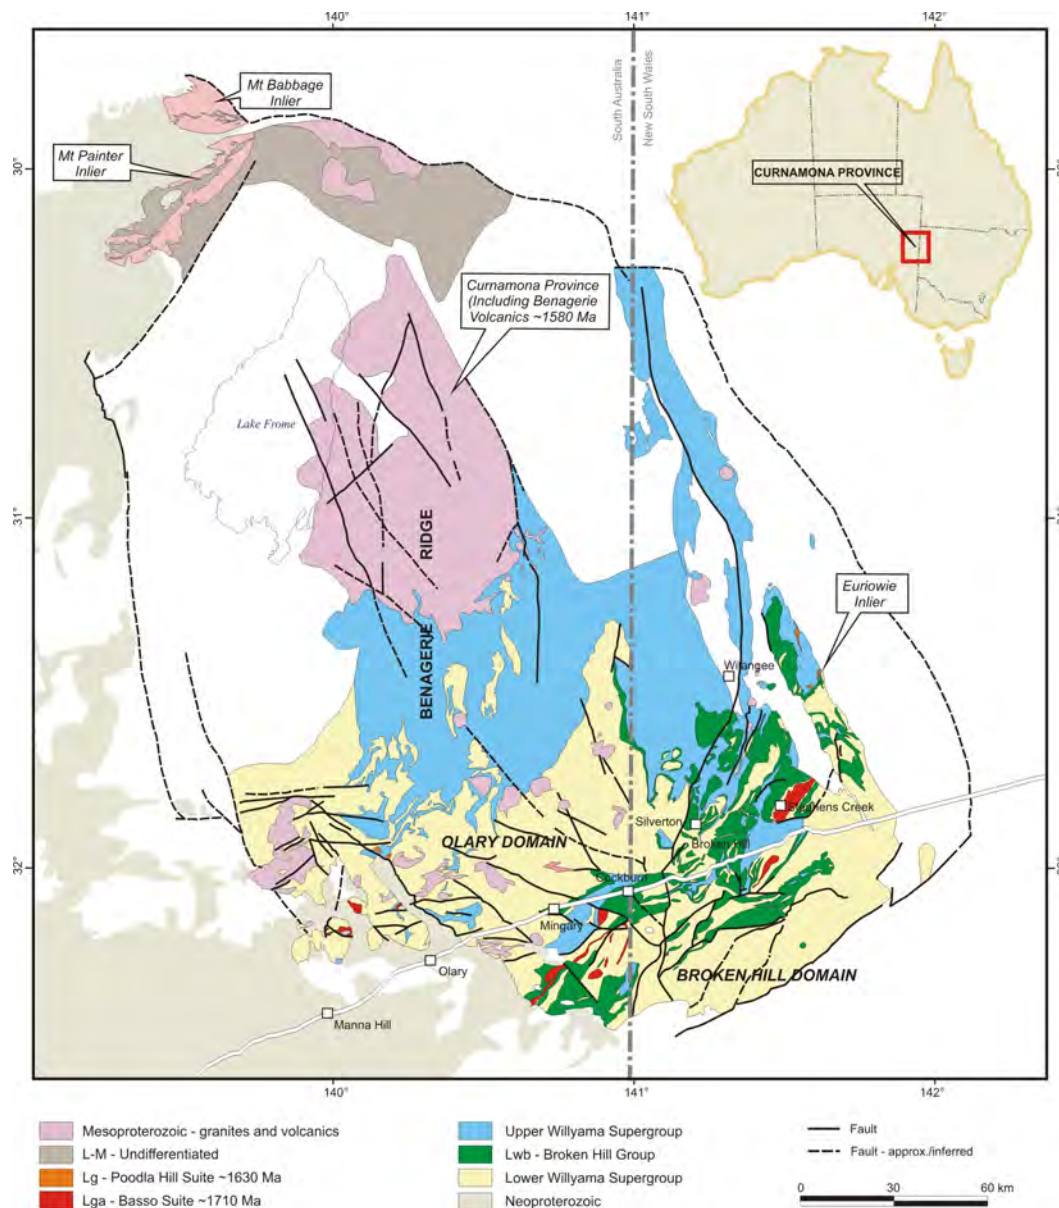 140°
141°
142°
Mt Babbage
Inlier
South Australia
New South Wales
Mt Painter
Inlier
30°
CURNAMONA PROVINCE
Curnamona Province
(Including Benagerie
Volcanics ~1580 Ma
Lake Frome
31°
RIDGE
Euriowie
Inlier
BENAGERIE
Stephens Creek
Silverton
Broken Hill
OLARY DOMAIN
32°
Cockburn
Mingary
Olary
BROKEN HILL DOMAIN
Manna Hill
140°
141°
142°
Mesoproterozoic - granites and volcanics
L-M - Undifferentiated
Lg - Poodla Hill Suite ~1630 Ma
Lga - Basso Suite ~1710 Ma
Upper Willyama Supergroup
Lwb - Broken Hill Group
Lower Willyama Supergroup
Neoproterozoic
Fault
Fault - approx./inferred
0 30 60 km